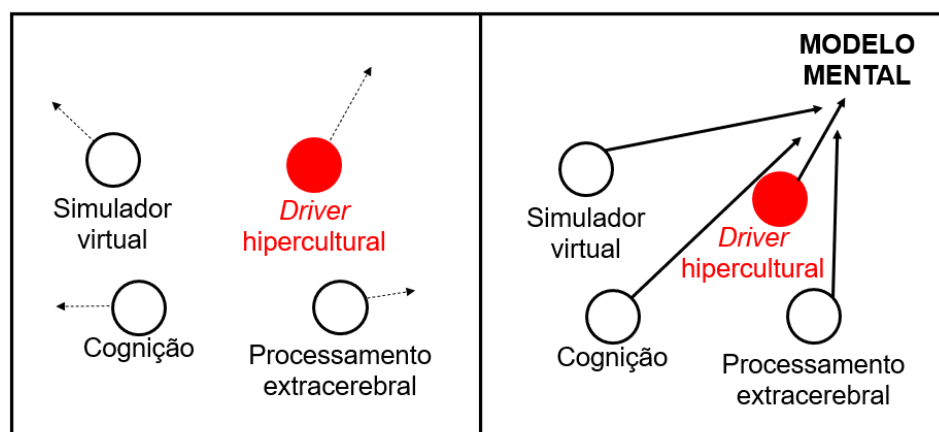 Simulador
virtual
Driver
hipercultural
Cognição
Processamento
extracerebral
MODELO
MENTAL
Simulador
virtual
Driver
hipercultural
Cognição
Processamento
extracerebral